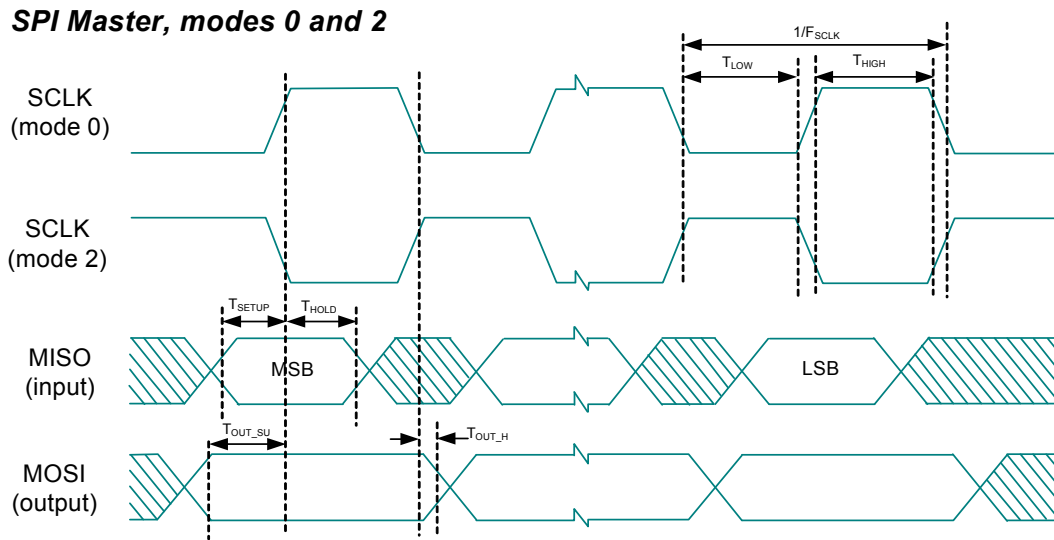 SPI Master, modes 0 and 2
1/FSCLK
TLOW
THIGH
SCLK
(mode 0)
SCLK
(mode 2)
TSETUP
THOLD
MISO
(input)
MSB
LSB
TOUT_SU
TOUT_H
MOSI
(output)